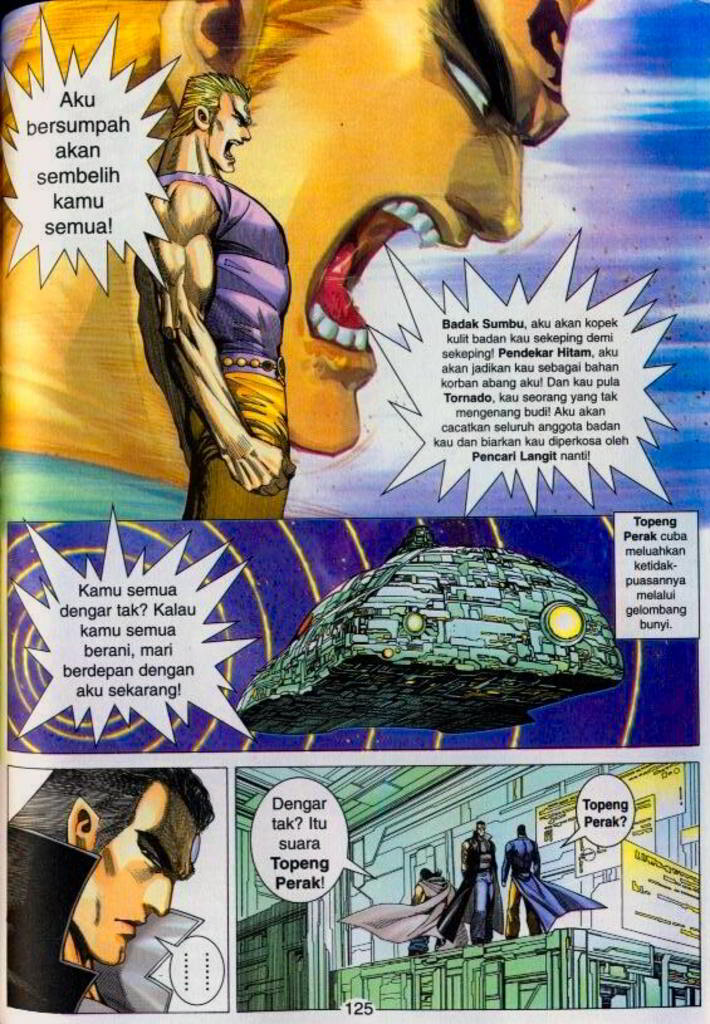 Aku
bersumpah
akan
sembelih
kamu
semua!
Badak Sumbu, aku akan kopek
kulit badan kau sekeping demi
sekeping! Pendekar Hitam, aku
akan jadikan kau sebagai bahan
korban abang aku! Dan kau pula
Tornado, kau seorang yang tak
mengenang budi! Aku akan
cacatkan seluruh anggota badan
kau dan biarkan kau diperkosa oleh
Pencari Langit nanti!
Topeng
Perak cuba
meluahkan
ketidak-
puasannya
melalui
gelombang
bunyi.
Kamu semua
dengar tak? Kalau
kamu semua
berani, mari
berdepan dengan
aku sekarang!
Dengar
tak? Itu
suara
Topeng
Perak!
Topeng
Perak?
125